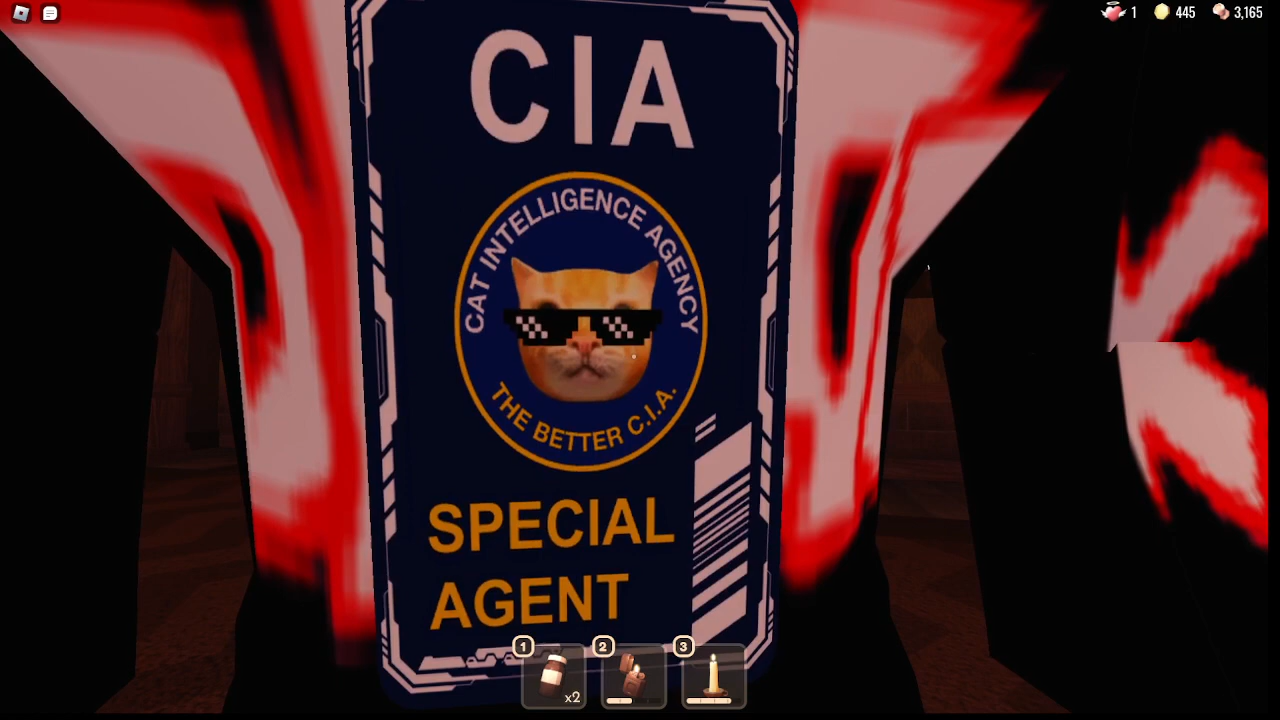 1
445
3,165
CIA
CAT INTELLIGENCE AGENCY
THE BETTER C.I.A.
SPECIAL
AGENT
1
2
3
x2